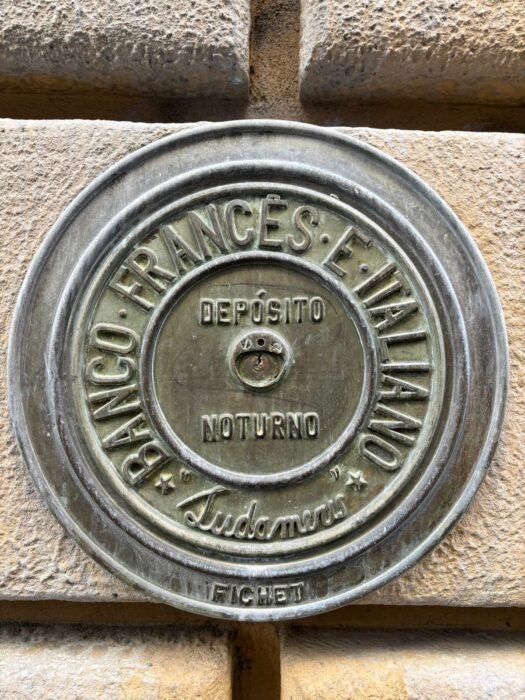 BANCO · FRANCÊS · E · ITALIANO
DEPÓSITO
NOTURNO
"Sudameris"
FICHET